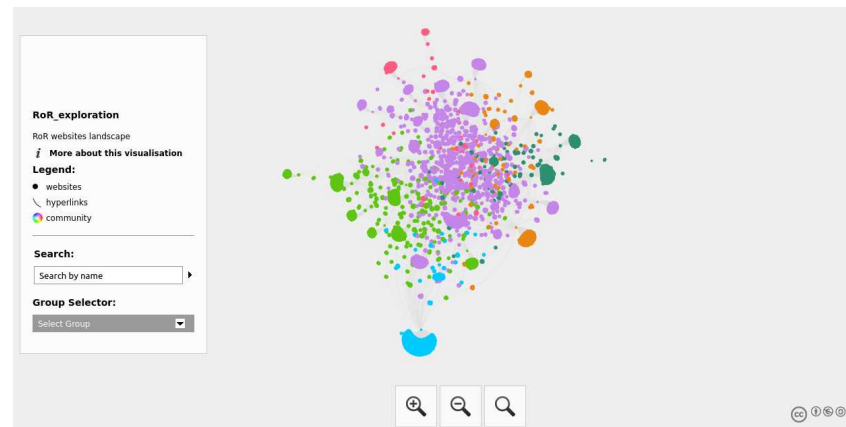 RoR_exploration
RoR websites landscape
i More about this visualisation
Legend:
websites
hyperlinks
community
Search:
Search by name
Group Selector:
Select Group
cc